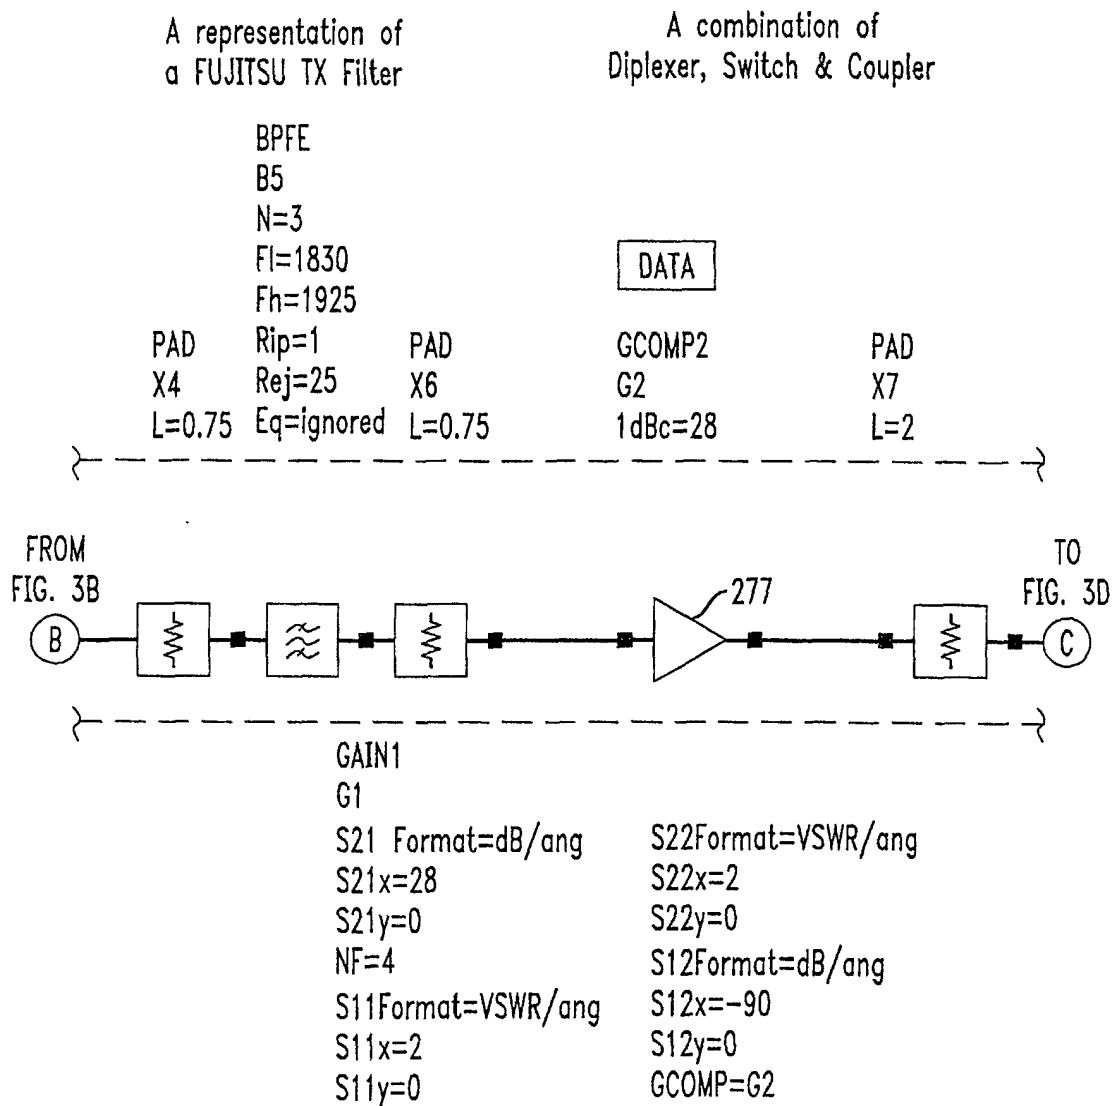 A representation of
a FUJITSU TX Filter
A combination of
Diplexer, Switch & Coupler
BPFE
B5
N=3
Fl=1830
Fh=1925
Rip=1
Rej=25
Eq=ignored
DATA
PAD
X4
L=0.75
PAD
X6
L=0.75
GCOMP2
G2
1dBc=28
PAD
X7
L=2
FROM
FIG. 3B
B
277
TO
FIG. 3D
C
GAIN1
G1
S21 Format=dB/ang
S21x=28
S21y=0
NF=4
S11Format=VSWR/ang
S11x=2
S11y=0
S22Format=VSWR/ang
S22x=2
S22y=0
S12Format=dB/ang
S12x=-90
S12y=0
GCOMP=G2